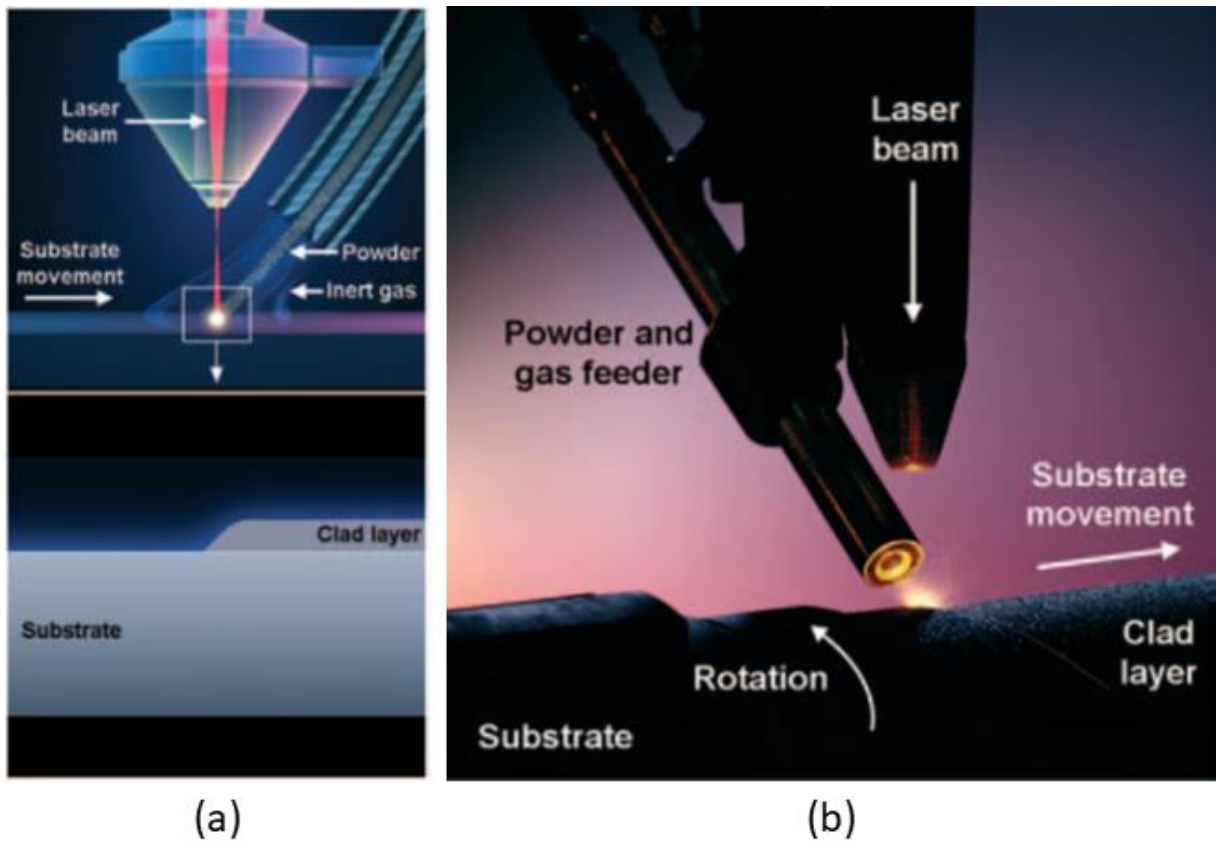 Laser
beam
Substrate
movement
Powder
Inert gas
Clad layer
Substrate
(a)
Laser
beam
Powder and
gas feeder
Substrate
movement
Rotation
Clad
layer
Substrate
(b)